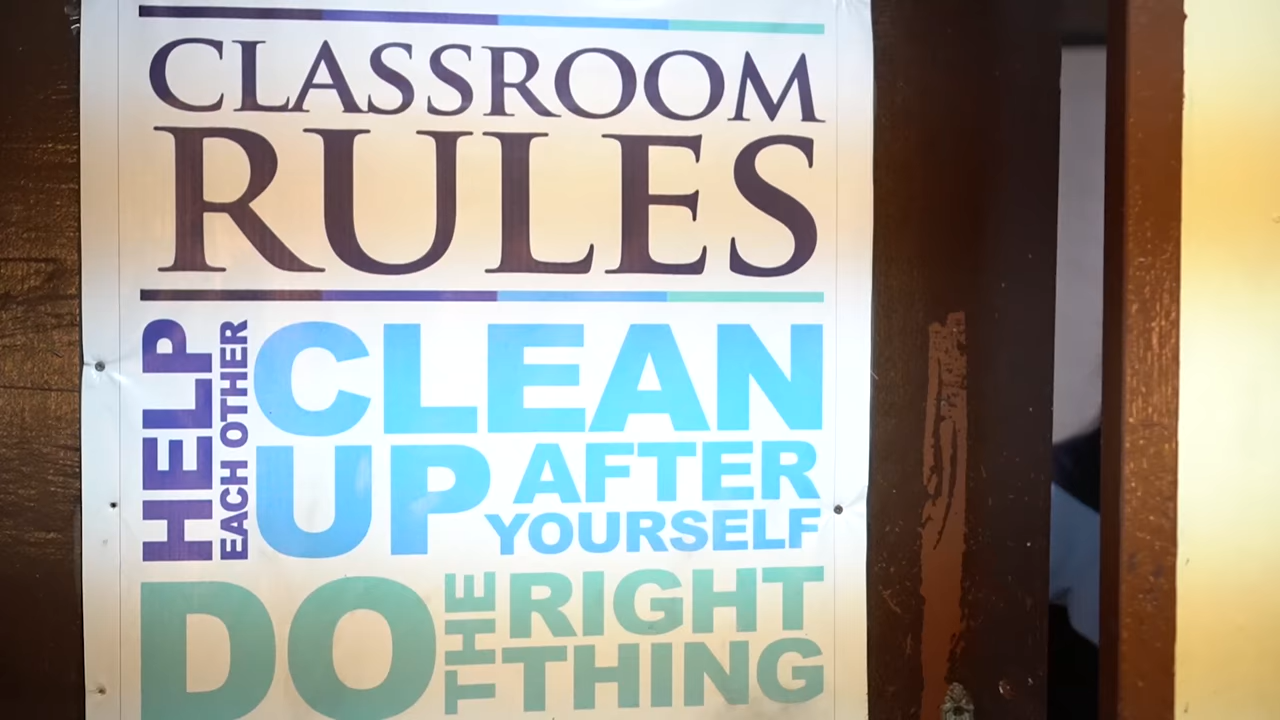 CLASSROOM
RULES
HELP
EACH OTHER
CLEAN
UP AFTER
YOURSELF
DO THE RIGHT
THING